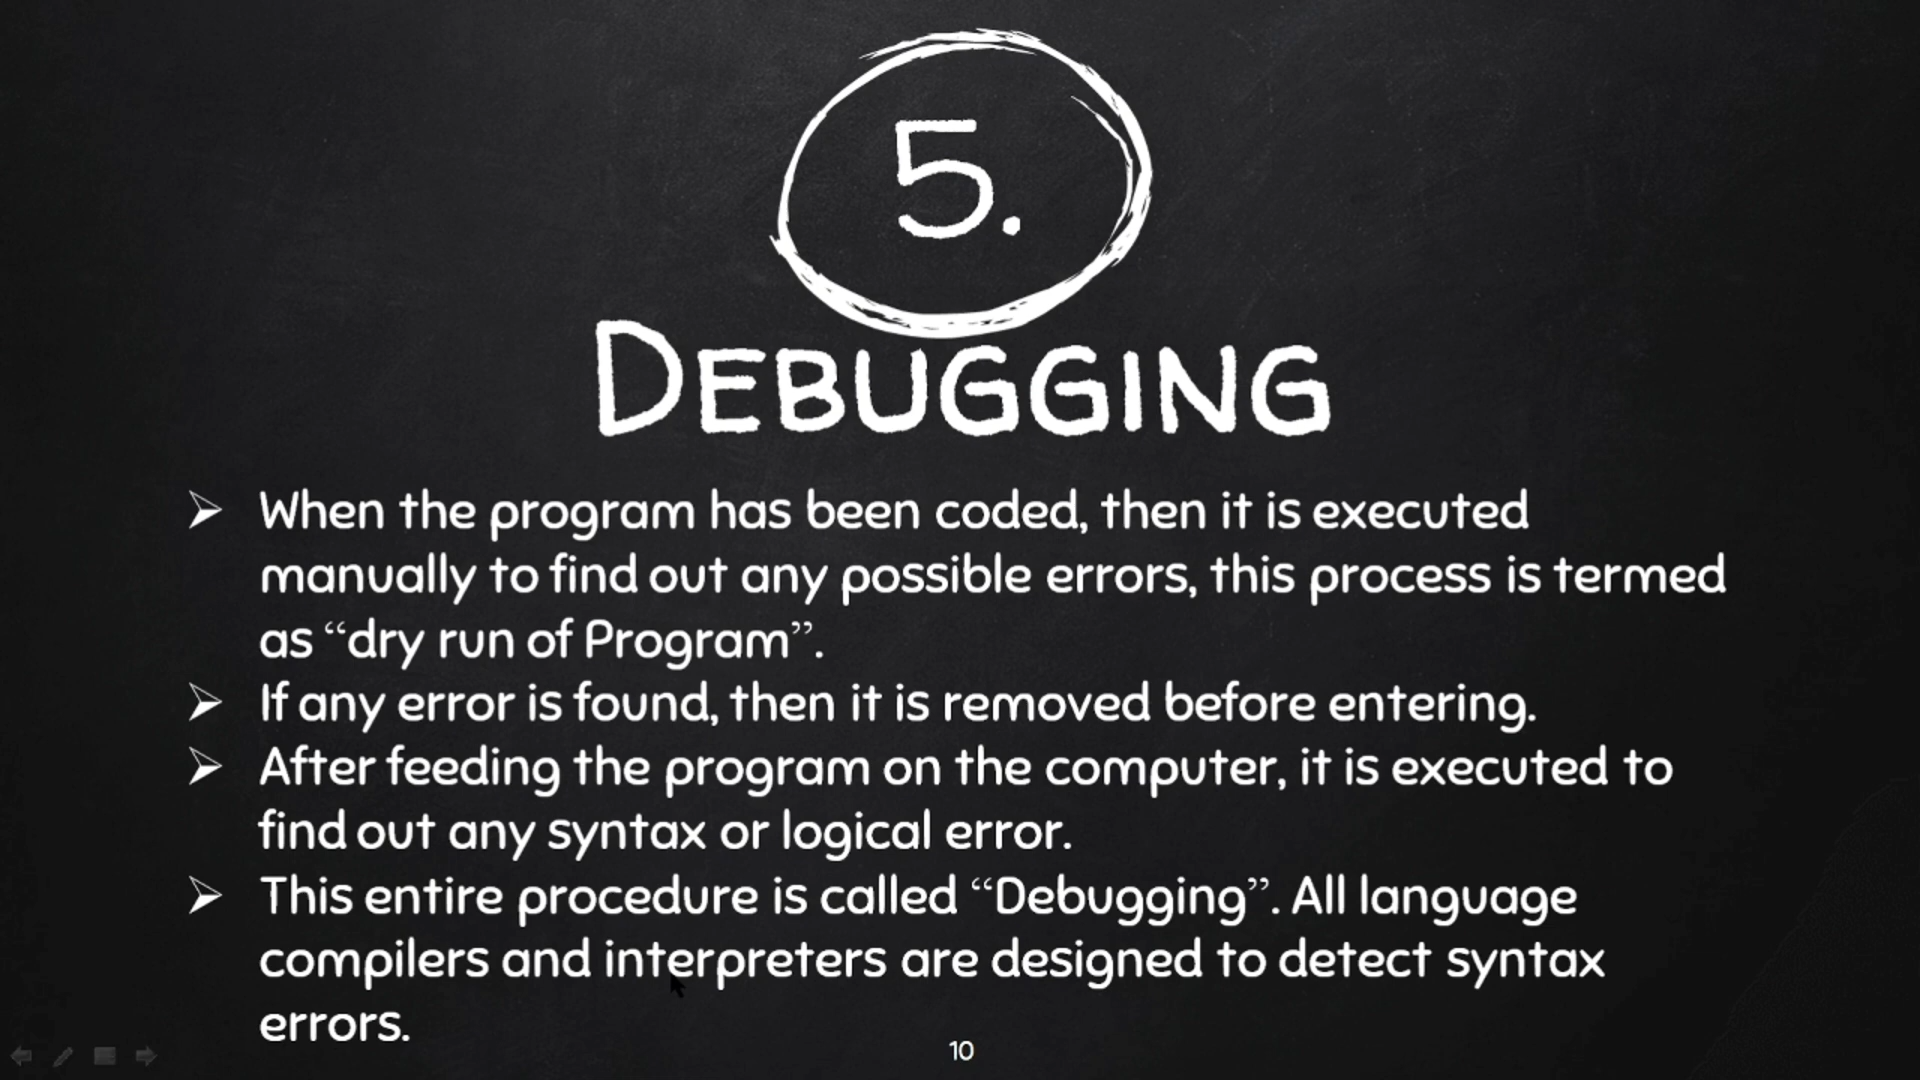 5.
DEBUGGING
➢ When the program has been coded, then it is executed
manually to find out any possible errors, this process is termed
as “dry run of Program”.
➢ If any error is found, then it is removed before entering.
➢ After feeding the program on the computer, it is executed to
find out any syntax or logical error.
➢ This entire procedure is called “Debugging”. All language
compilers and interpreters are designed to detect syntax
errors.
10